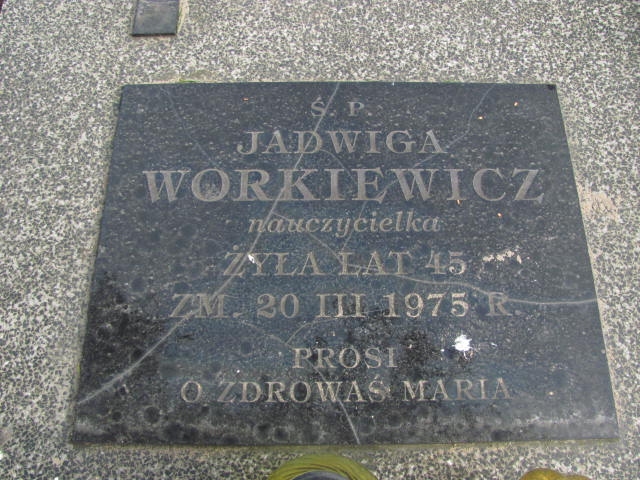 Ś. P.
JADWIGA
WORKIEWICZ
nauczycielka
ŻYŁA LAT 45
ZM. 20 III 1975 R.
PROSI
O ZDROWAŚ MARIA